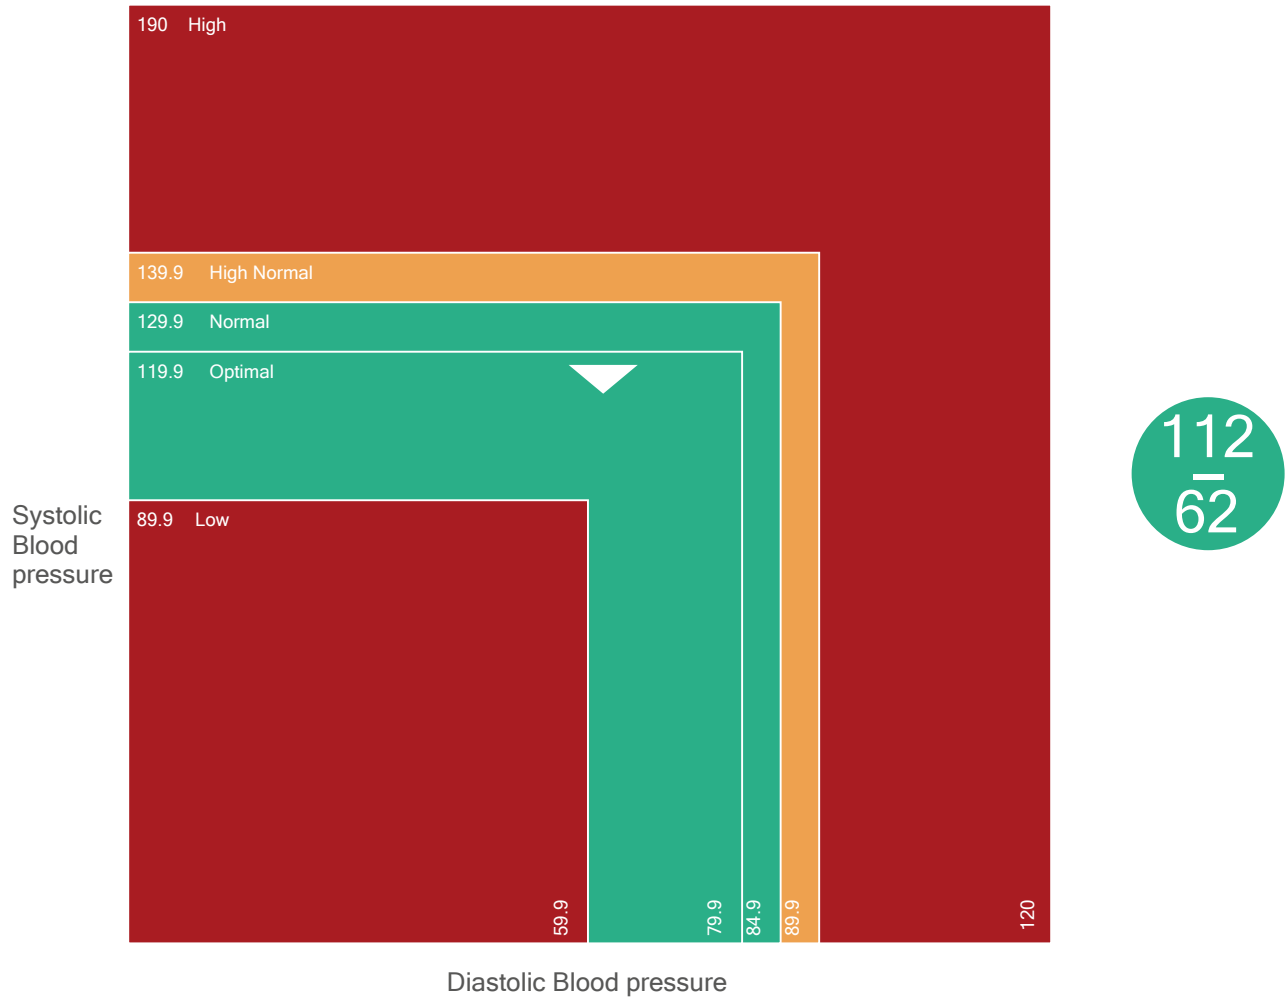 190 High
139.9 High Normal
129.9 Normal
119.9 Optimal
89.9 Low
Systolic
Blood
pressure
112
62
59.9
79.9
84.9
89.9
120
Diastolic Blood pressure